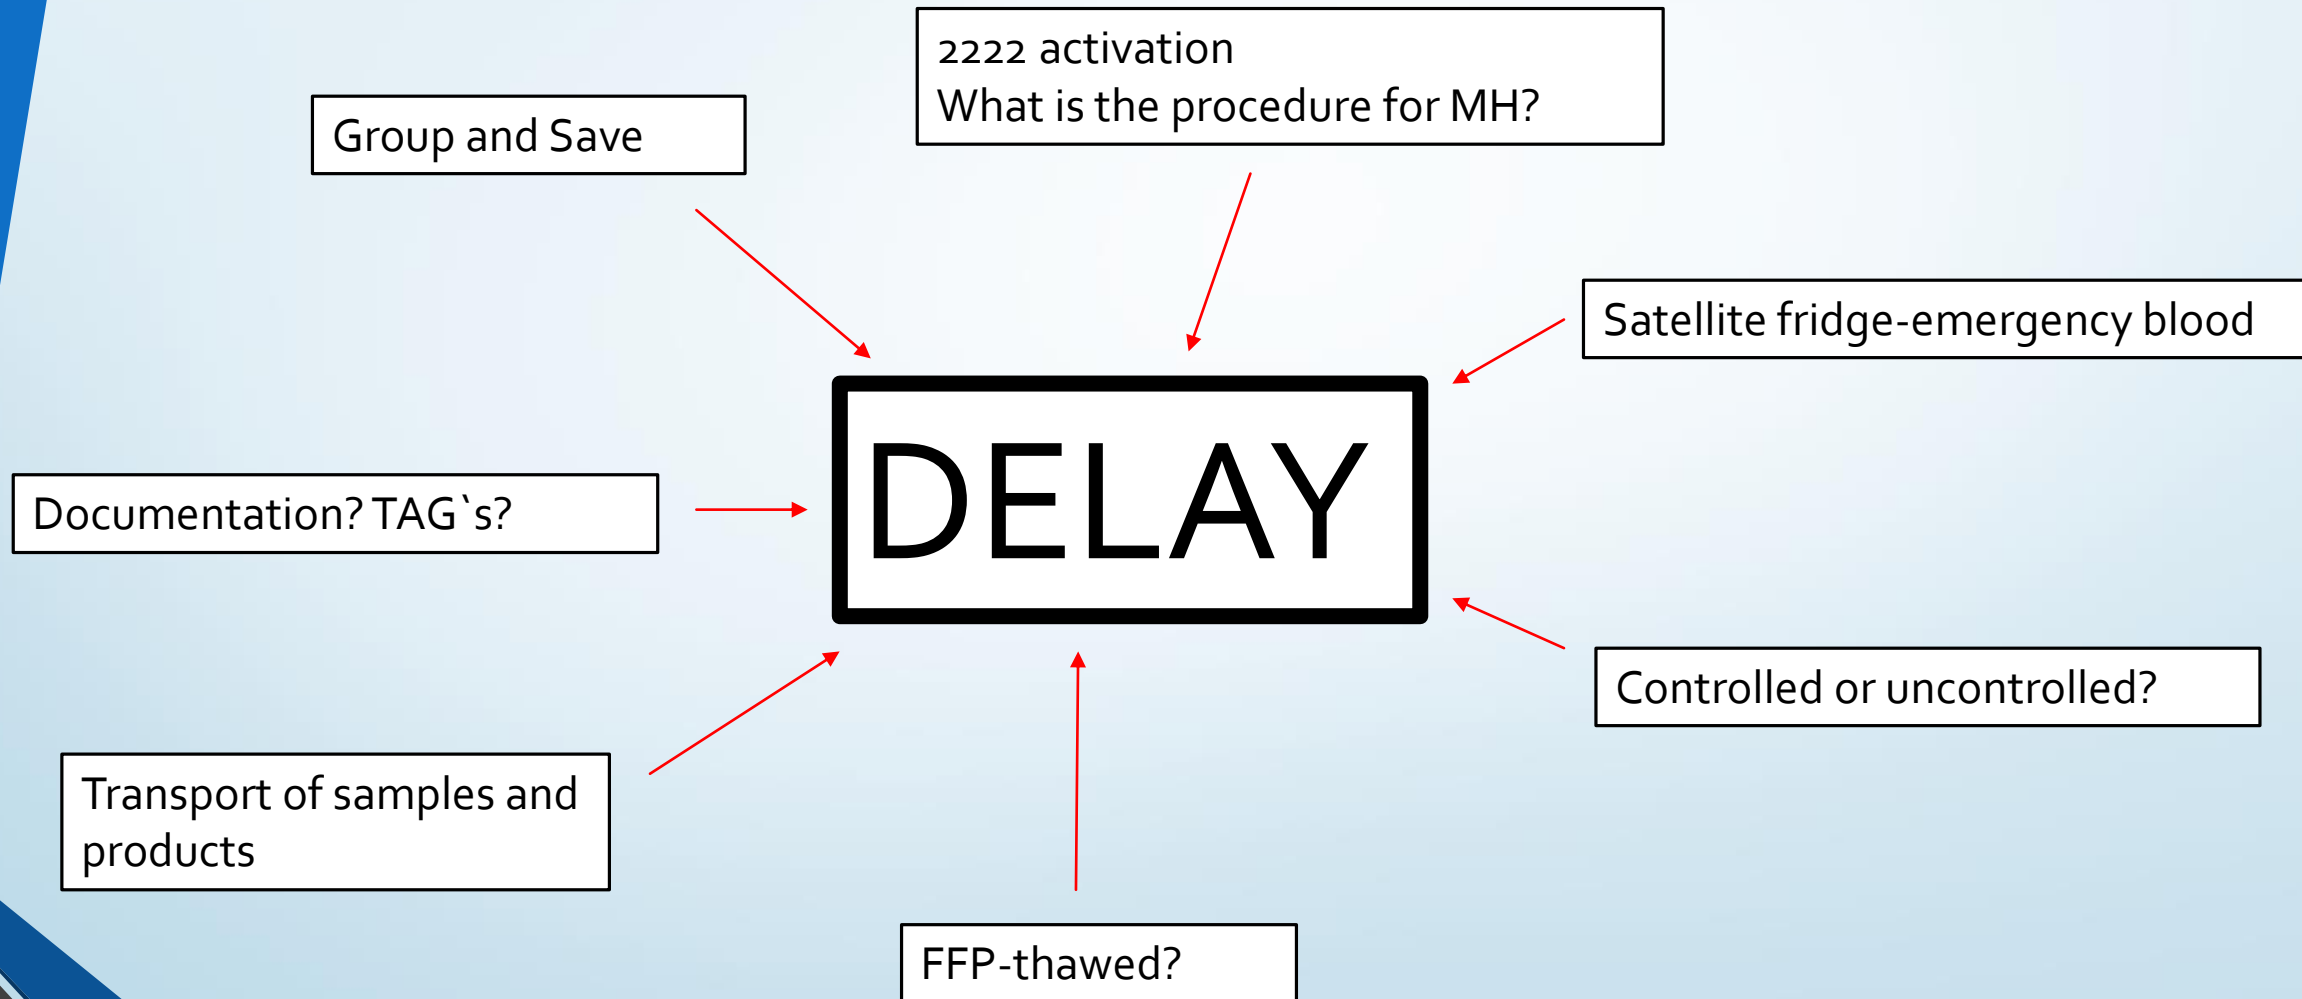 2222 activation
What is the procedure for MH?
Group and Save
Satellite fridge-emergency blood
DELAY
Documentation? TAG`s?
Controlled or uncontrolled?
Transport of samples and
products
FFP-thawed?